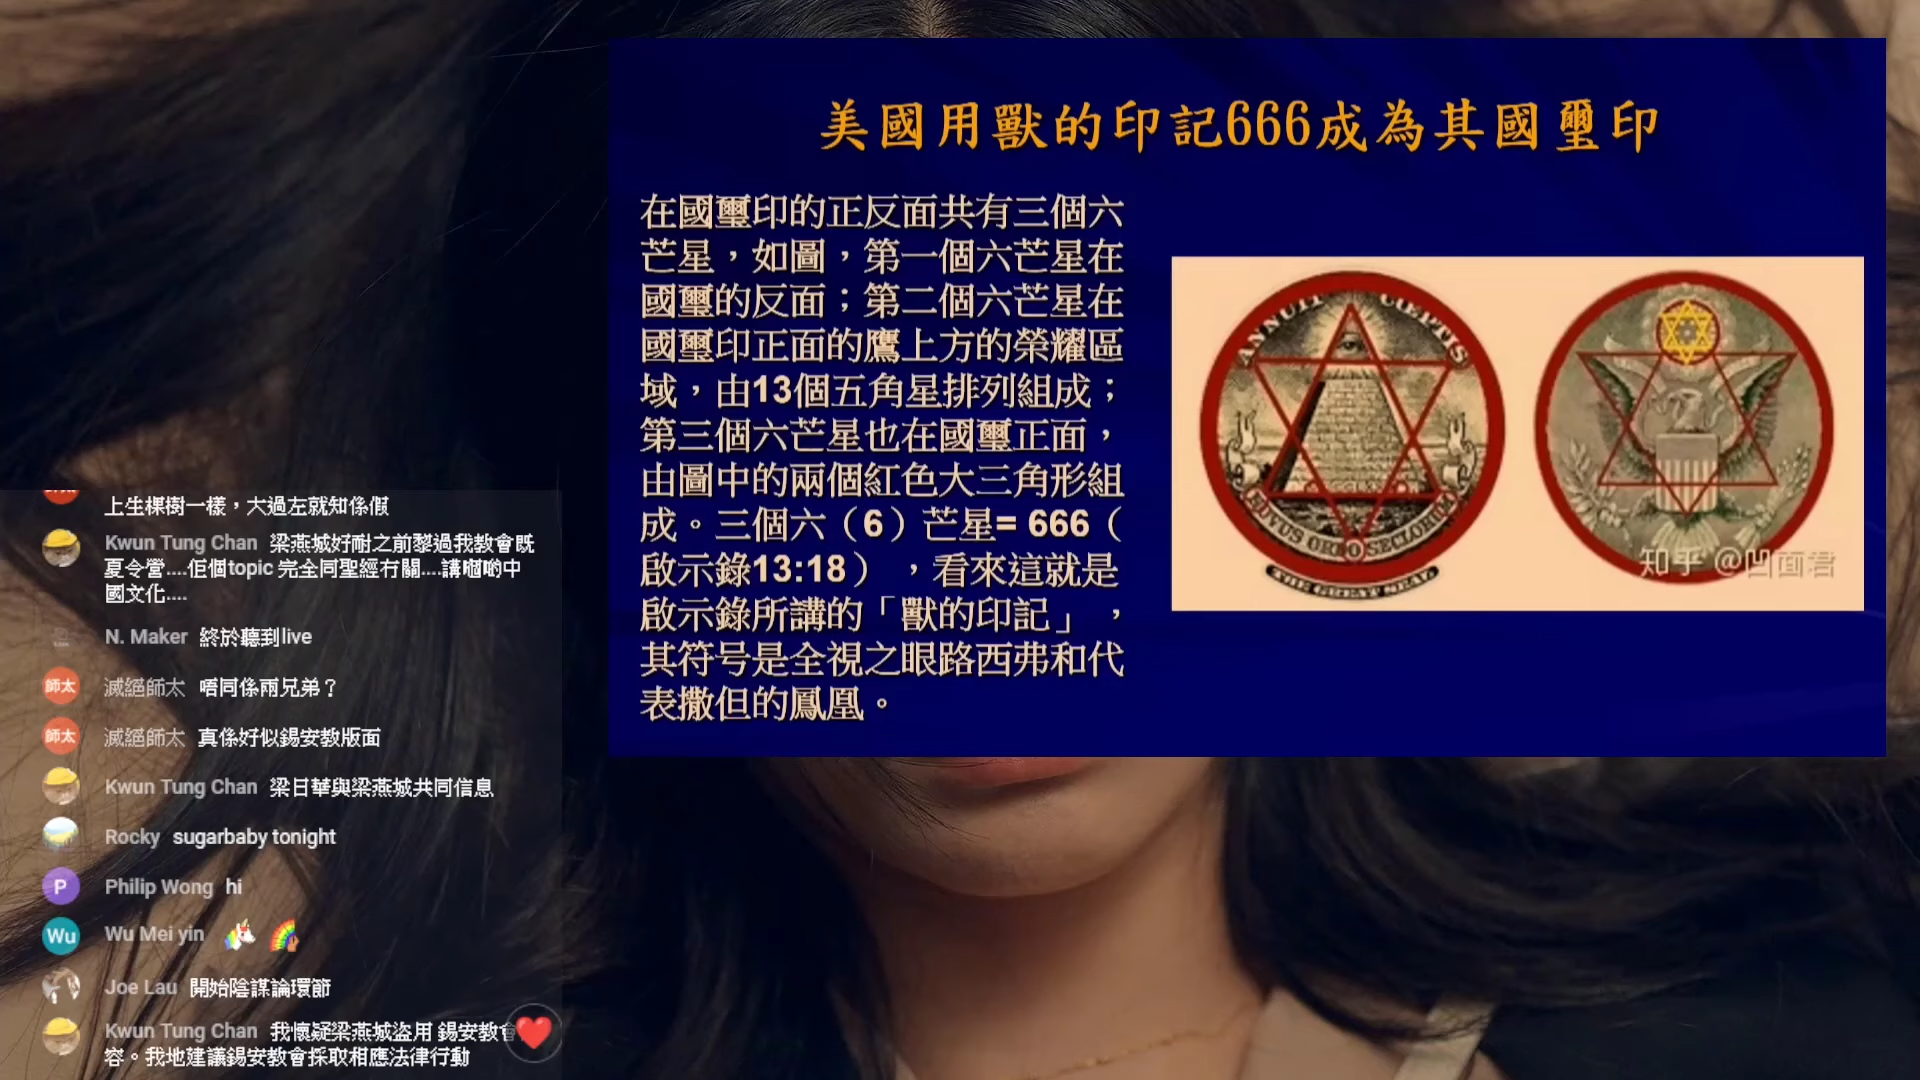 美國用獸的印記666成為其國璽印
在國璽印的正反面共有三個六
芒星，如圖，第一個六芒星在
國璽的反面；第二個六芒星在
國璽印正面的鷹上方的榮耀區
域，由13個五角星排列組成；
第三個六芒星也在國璽正面，
由圖中的兩個紅色大三角形組
成。三個六（6）芒星= 666（
啟示錄13:18），看來這就是
啟示錄所講的「獸的印記」，
其符号是全視之眼路西弗和代
表撒但的鳳凰。
ANNUIT CŒPTIS
NOVUS ORDO SECLORUM
THE GREAT SEAL
知乎 @凹面君
上生棵樹一樣，大過左就知係假
Kwun Tung Chan 梁燕城好耐之前黎過我教會既
夏令營....佢個topic 完全同聖經冇關....講嗰啲中
國文化....
N. Maker 終於聽到live
師太
滅絕師太 唔同係兩兄弟？
師太
滅絕師太 真係好似錫安教版面
Kwun Tung Chan 梁日華與梁燕城共同信息
Rocky sugarbaby tonight
P
Philip Wong hi
Wu
Wu Mei yin
Joe Lau 開始陰謀論環節
Kwun Tung Chan 我懷疑梁燕城盜用 錫安教會
容。我地建議錫安教會採取相應法律行動